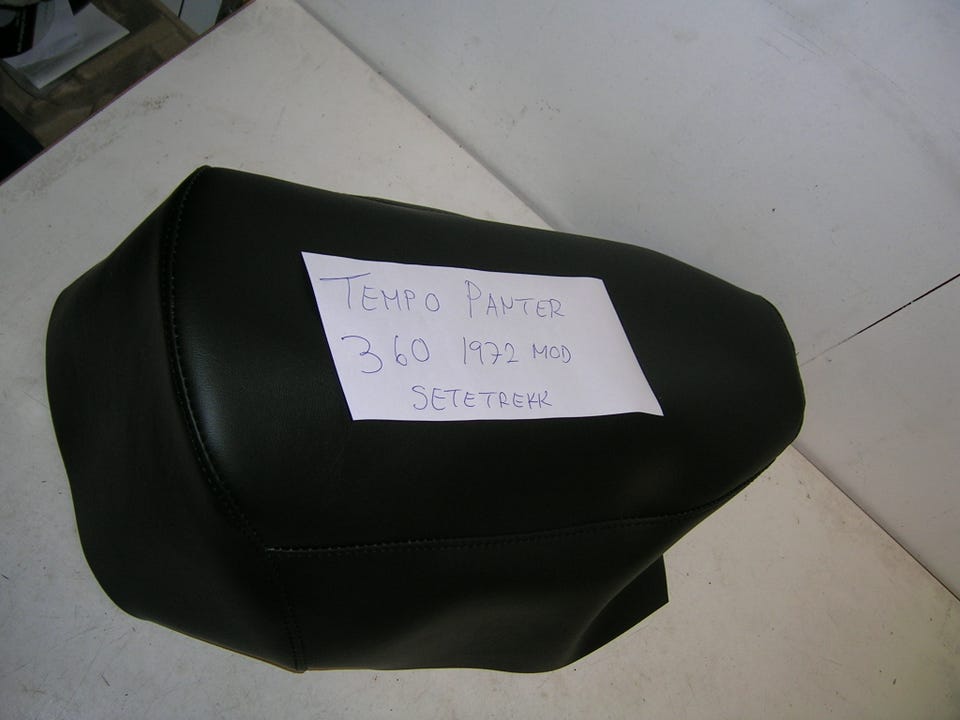 TEMPO PANTER
360 1972 MOD
SETETREKK